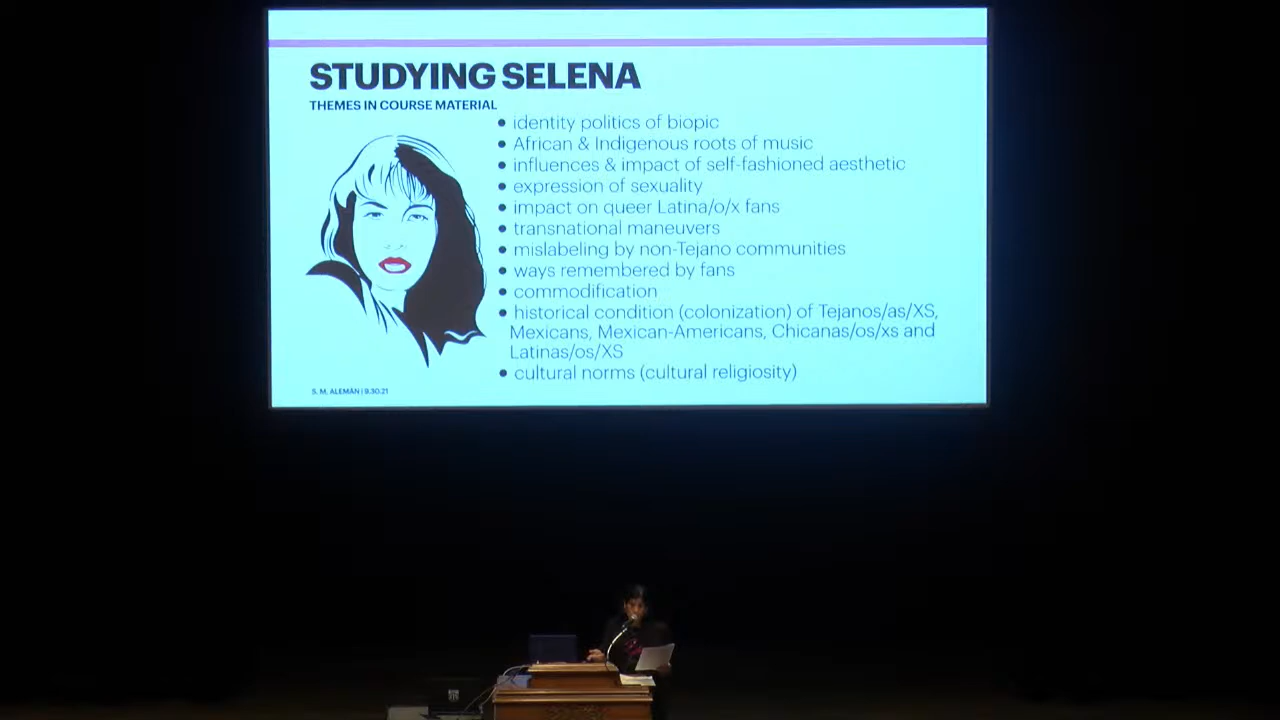 STUDYING SELENA
THEMES IN COURSE MATERIAL
• identity politics of biopic
• African & Indigenous roots of music
• influences & impact of self-fashioned aesthetic
• expression of sexuality
• impact on queer Latina/o/x fans
• transnational maneuvers
• mislabeling by non-Tejano communities
• ways remembered by fans
• commodification
• historical condition (colonization) of Tejanos/as/XS,
Mexicans, Mexican-Americans, Chicanas/os/xs and
Latinas/os/XS
• cultural norms (cultural religiosity)
S. M. ALEMÁN | 9.30.21